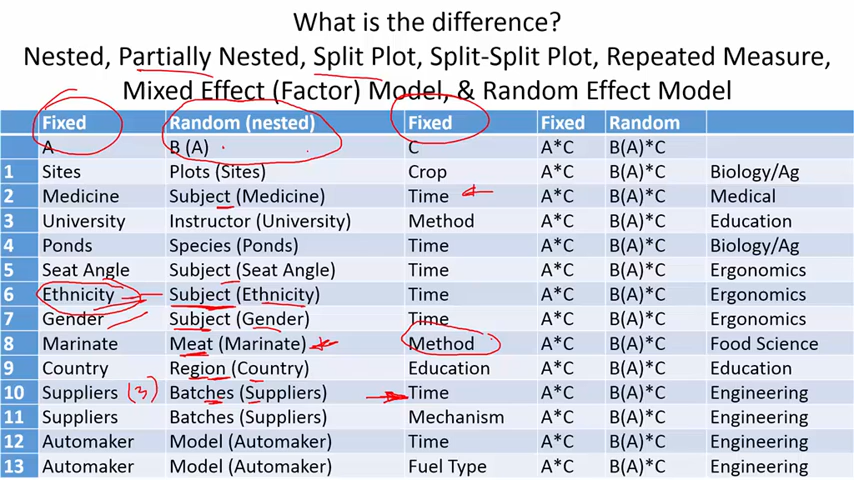 What is the difference?
Nested, Partially Nested, Split Plot, Split-Split Plot, Repeated Measure,
Mixed Effect (Factor) Model, & Random Effect Model
Fixed Random (nested) Fixed Fixed Random
A B (A) C A*C B(A)*C
1 Sites Plots (Sites) Crop A*C B(A)*C Biology/Ag
2 Medicine Subject (Medicine) Time A*C B(A)*C Medical
3 University Instructor (University) Method A*C B(A)*C Education
4 Ponds Species (Ponds) Time A*C B(A)*C Biology/Ag
5 Seat Angle Subject (Seat Angle) Time A*C B(A)*C Ergonomics
6 Ethnicity Subject (Ethnicity) Time A*C B(A)*C Ergonomics
7 Gender Subject (Gender) Time A*C B(A)*C Ergonomics
8 Marinate Meat (Marinate) Method A*C B(A)*C Food Science
9 Country Region (Country) Education A*C B(A)*C Education
10 Suppliers (3) Batches (Suppliers) Time A*C B(A)*C Engineering
11 Suppliers Batches (Suppliers) Mechanism A*C B(A)*C Engineering
12 Automaker Model (Automaker) Time A*C B(A)*C Engineering
13 Automaker Model (Automaker) Fuel Type A*C B(A)*C Engineering